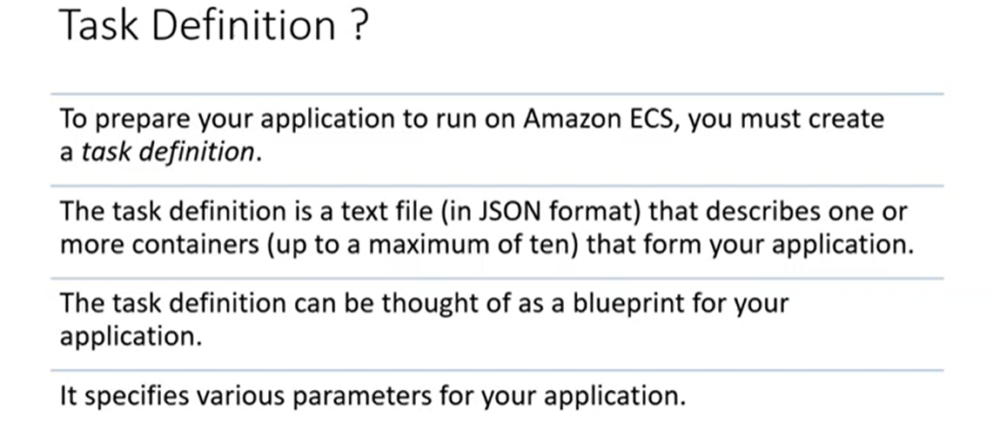 Task Definition ?
To prepare your application to run on Amazon ECS, you must create
a task definition.
The task definition is a text file (in JSON format) that describes one or
more containers (up to a maximum of ten) that form your application.
The task definition can be thought of as a blueprint for your
application.
It specifies various parameters for your application.